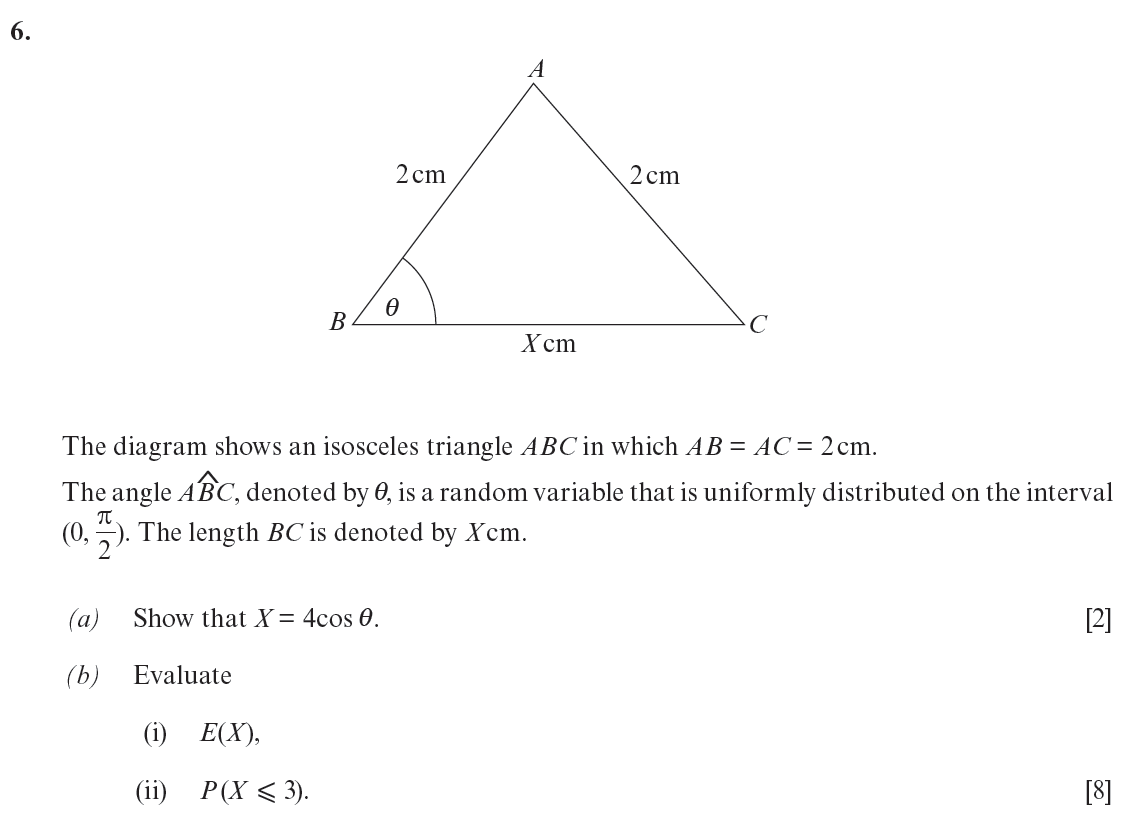 6.
A
2 cm
2 cm
θ
B
C
X cm
The diagram shows an isosceles triangle ABC in which AB = AC = 2 cm.
The angle AB̂C, denoted by θ, is a random variable that is uniformly distributed on the interval
(0, π/2). The length BC is denoted by X cm.
(a) Show that X = 4cos θ. [2]
(b) Evaluate
(i) E(X),
(ii) P(X ⩽ 3). [8]